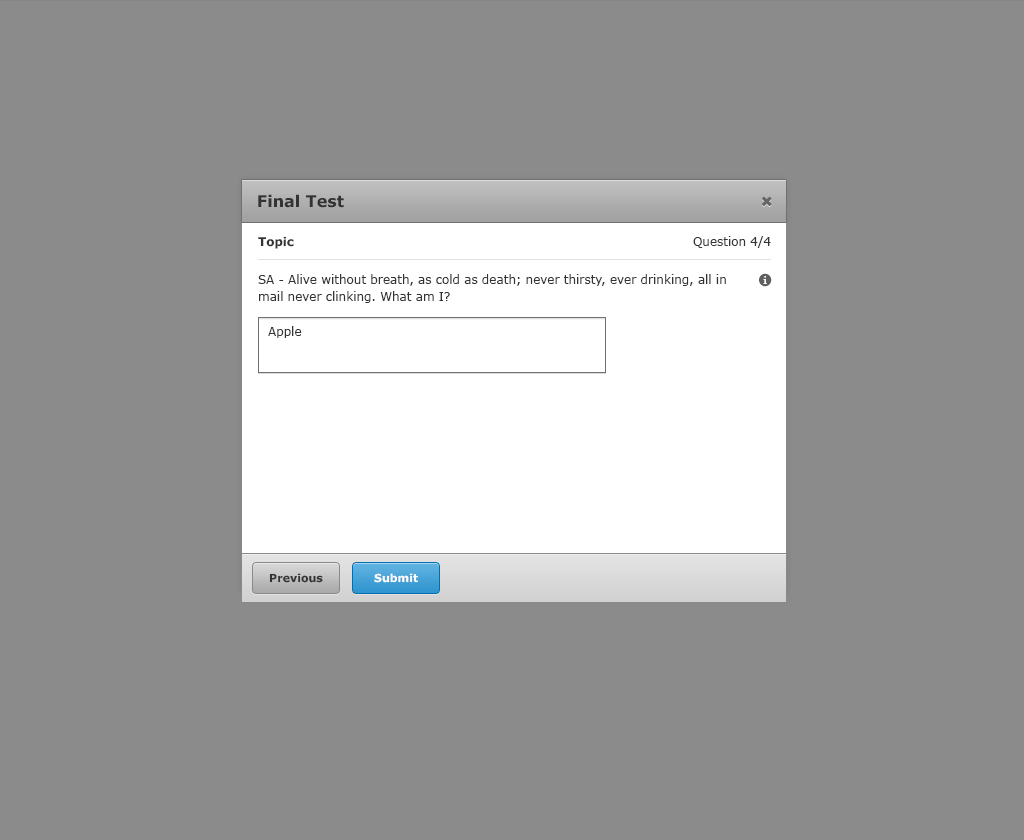 Final Test
Topic
Question 4/4
SA - Alive without breath, as cold as death; never thirsty, ever drinking, all in
mail never clinking. What am I?
Apple
Previous
Submit